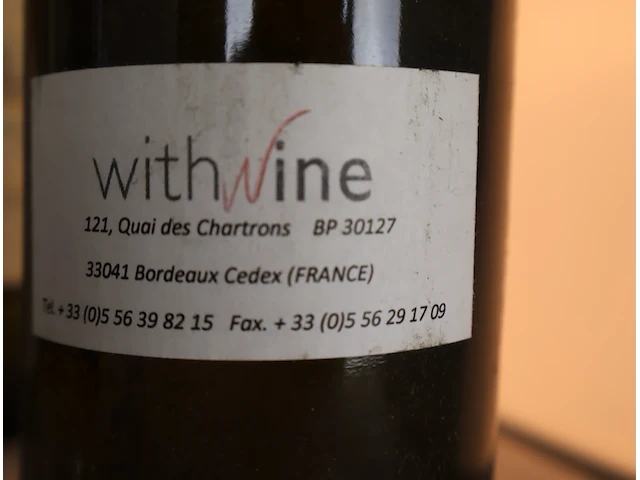 withWine
121, Quai des Chartrons BP 30127
33041 Bordeaux Cedex (FRANCE)
Tel. + 33 (0)5 56 39 82 15 Fax. + 33 (0)5 56 29 17 09